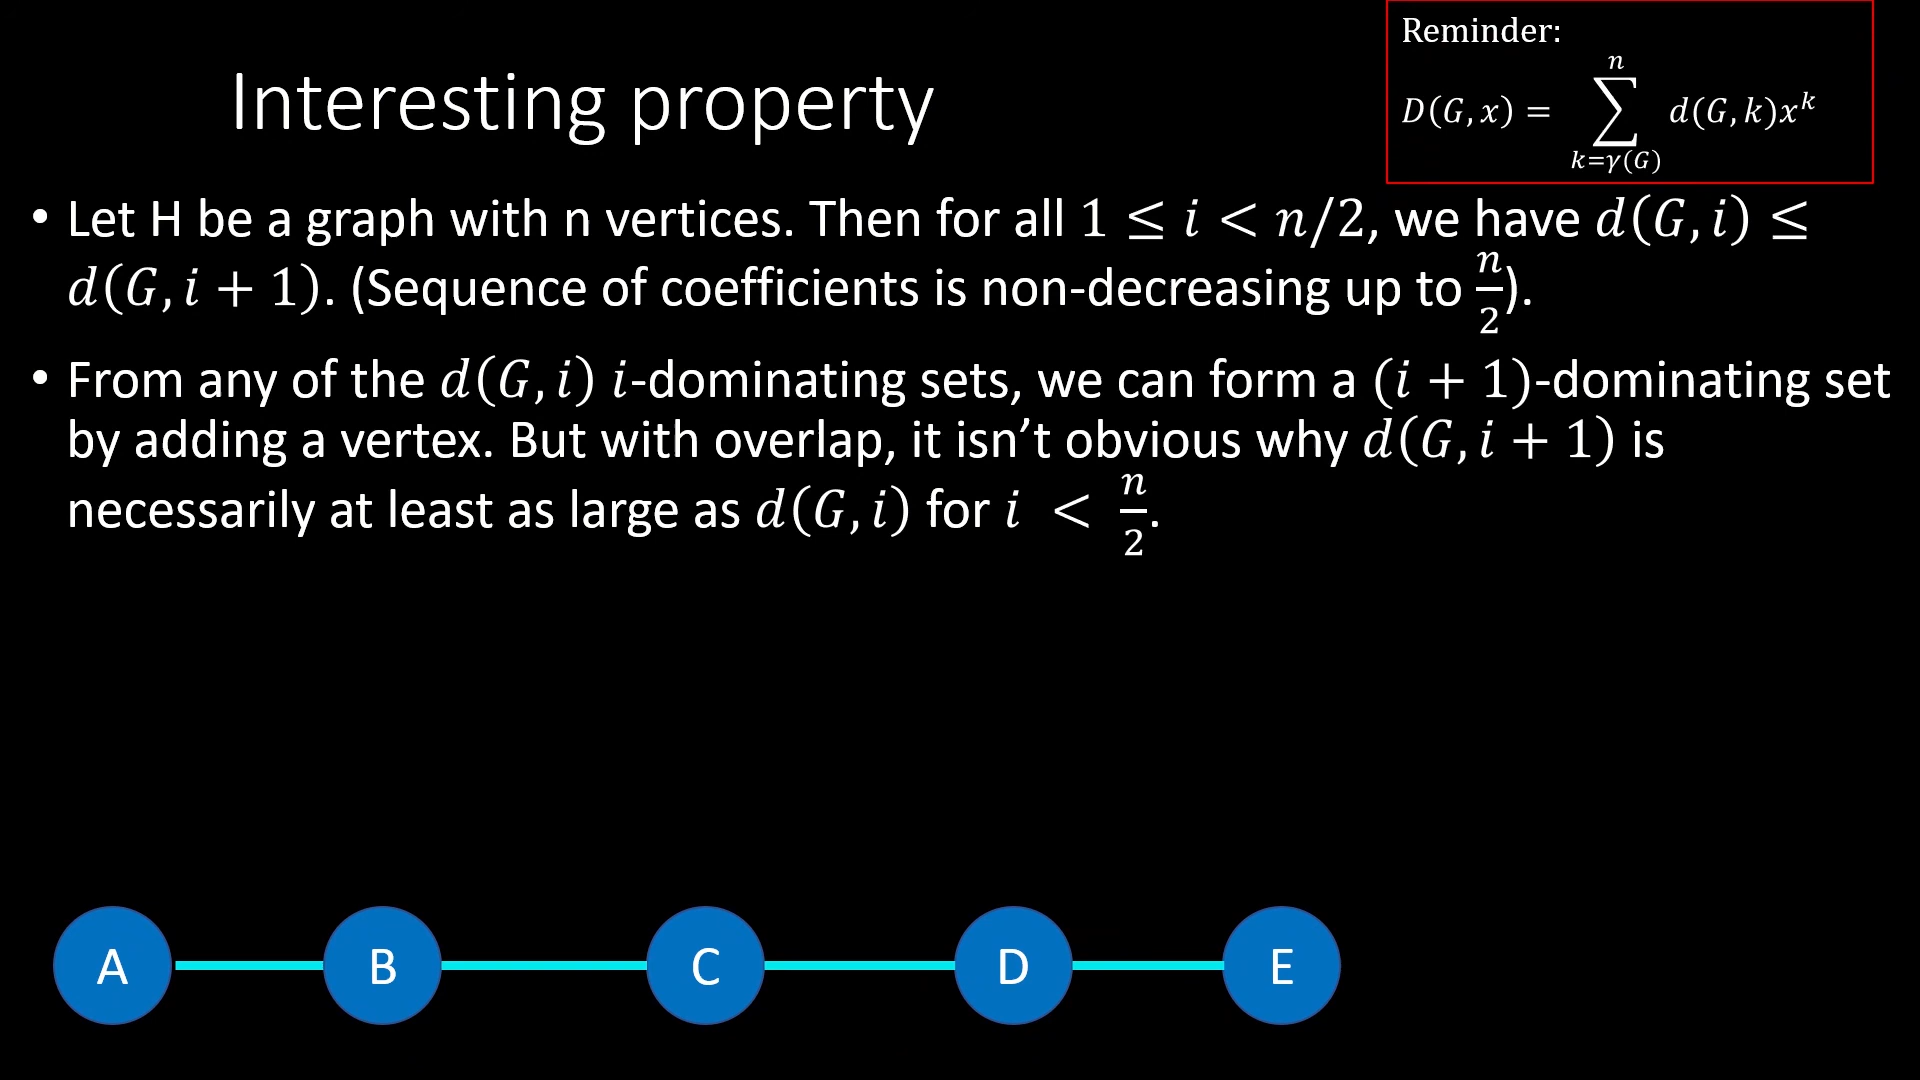 Interesting property
Reminder:
D(G, x) = ∑_{k=γ(G)}^{n} d(G, k)x^k
• Let H be a graph with n vertices. Then for all 1 ≤ i < n/2, we have d(G, i) ≤
d(G, i + 1). (Sequence of coefficients is non-decreasing up to n/2).
• From any of the d(G, i) i-dominating sets, we can form a (i + 1)-dominating set
by adding a vertex. But with overlap, it isn’t obvious why d(G, i + 1) is
necessarily at least as large as d(G, i) for i < n/2.
A B C D E